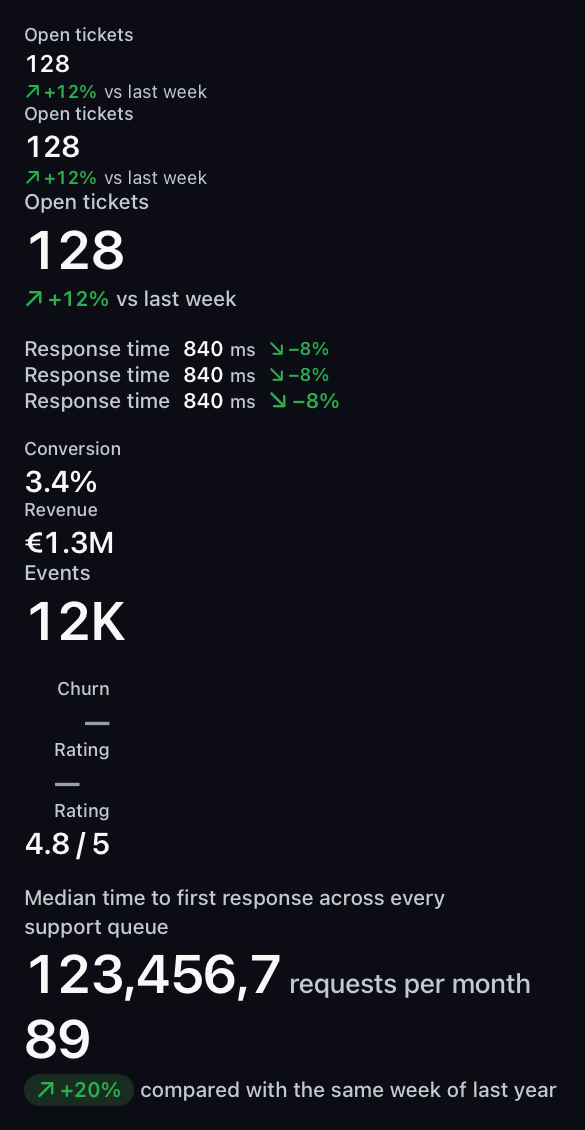 Open tickets
128
↗ +12% vs last week
Open tickets
128
↗ +12% vs last week
Open tickets
128
↗ +12% vs last week
Response time 840 ms ↘ −8%
Response time 840 ms ↘ −8%
Response time 840 ms ↘ −8%
Conversion
3.4%
Revenue
€1.3M
Events
12K
Churn
—
Rating
—
Rating
4.8 / 5
Median time to first response across every
support queue
123,456,7 requests per month
89
↗ +20% compared with the same week of last year